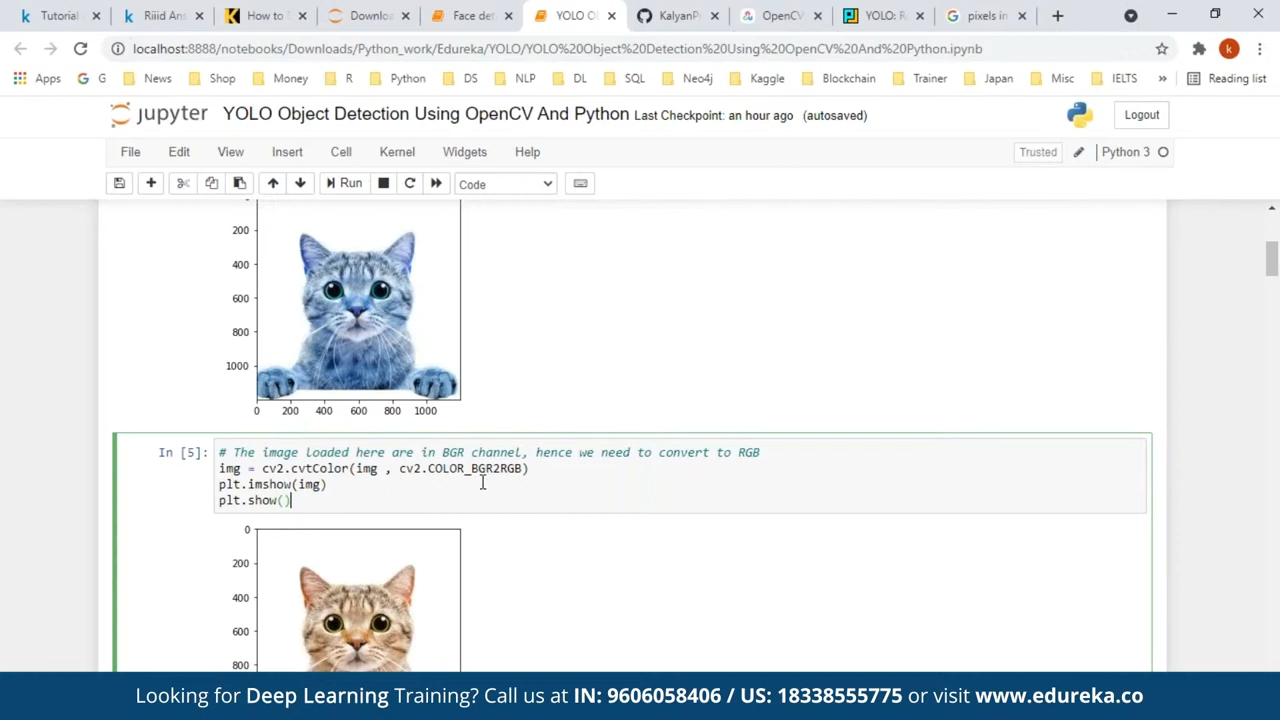 Tutorial
Riiid Ans
How to D
Downloa
Face det
YOLO O
KalyanP
OpenCV
YOLO: R
pixels in
localhost:8888/notebooks/Downloads/Python_work/Edureka/YOLO/YOLO%20Object%20Detection%20Using%20OpenCV%20And%20Python.ipynb
Apps G News Shop Money R Python DS NLP DL SQL Neo4j Kaggle Blockchain Trainer Japan Misc IELTS » Reading list
jupyter YOLO Object Detection Using OpenCV And Python Last Checkpoint: an hour ago (autosaved) Logout
File Edit View Insert Cell Kernel Widgets Help Trusted Python 3
Run Code
200
400
600
800
1000
0 200 400 600 800 1000
In [5]: # The image loaded here are in BGR channel, hence we need to convert to RGB
img = cv2.cvtColor(img , cv2.COLOR_BGR2RGB)
plt.imshow(img)
plt.show()
0
200
400
600
800
Looking for Deep Learning Training? Call us at IN: 9606058406 / US: 18338555775 or visit www.edureka.co